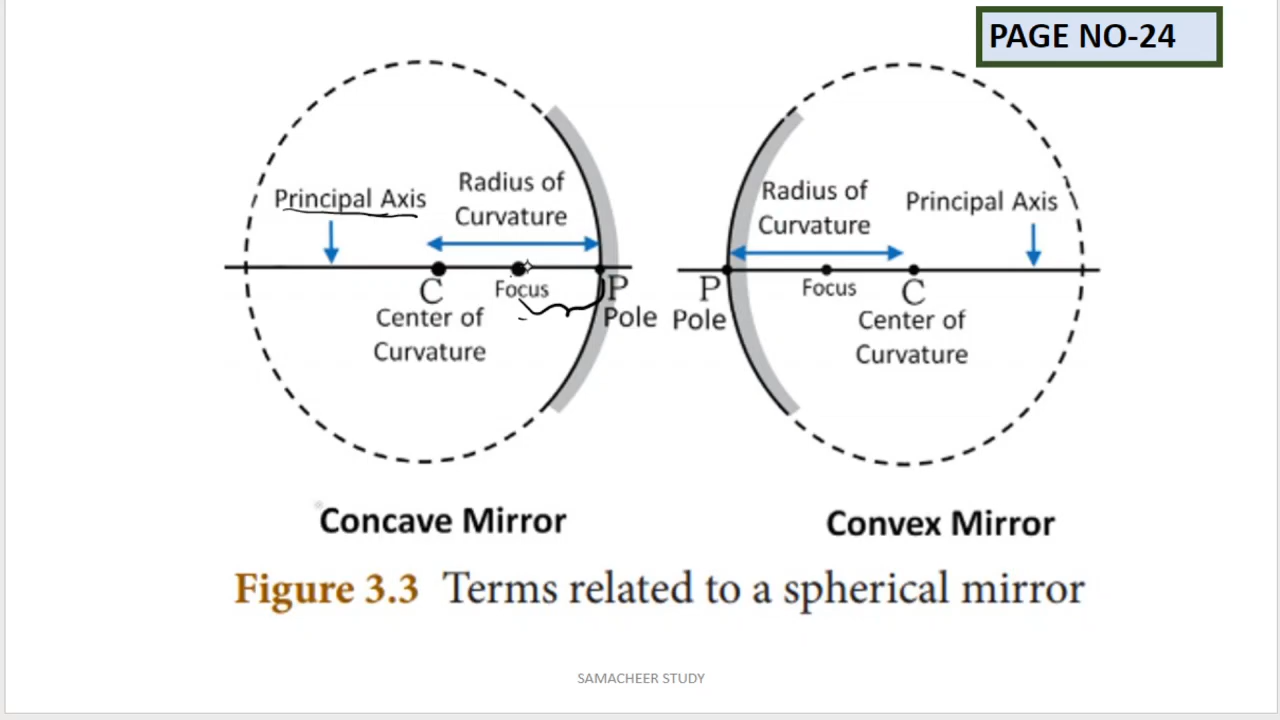 PAGE NO-24
Principal Axis
Radius of
Curvature
C
Focus
P
Pole
Center of
Curvature
Concave Mirror
Radius of
Curvature
Principal Axis
P
Pole
Focus
C
Center of
Curvature
Convex Mirror
Figure 3.3 Terms related to a spherical mirror
SAMACHEER STUDY